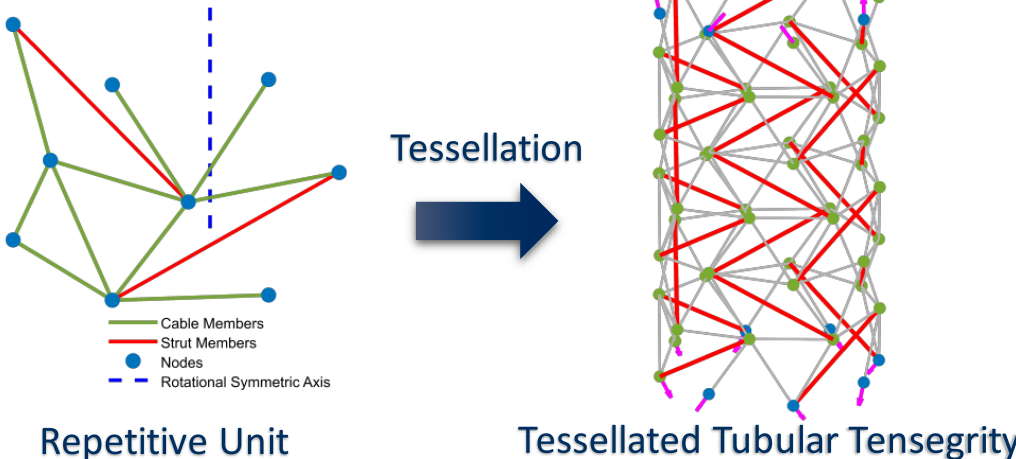 Tessellation
Cable Members
Strut Members
Nodes
Rotational Symmetric Axis
Repetitive Unit
Tessellated Tubular Tensegrity